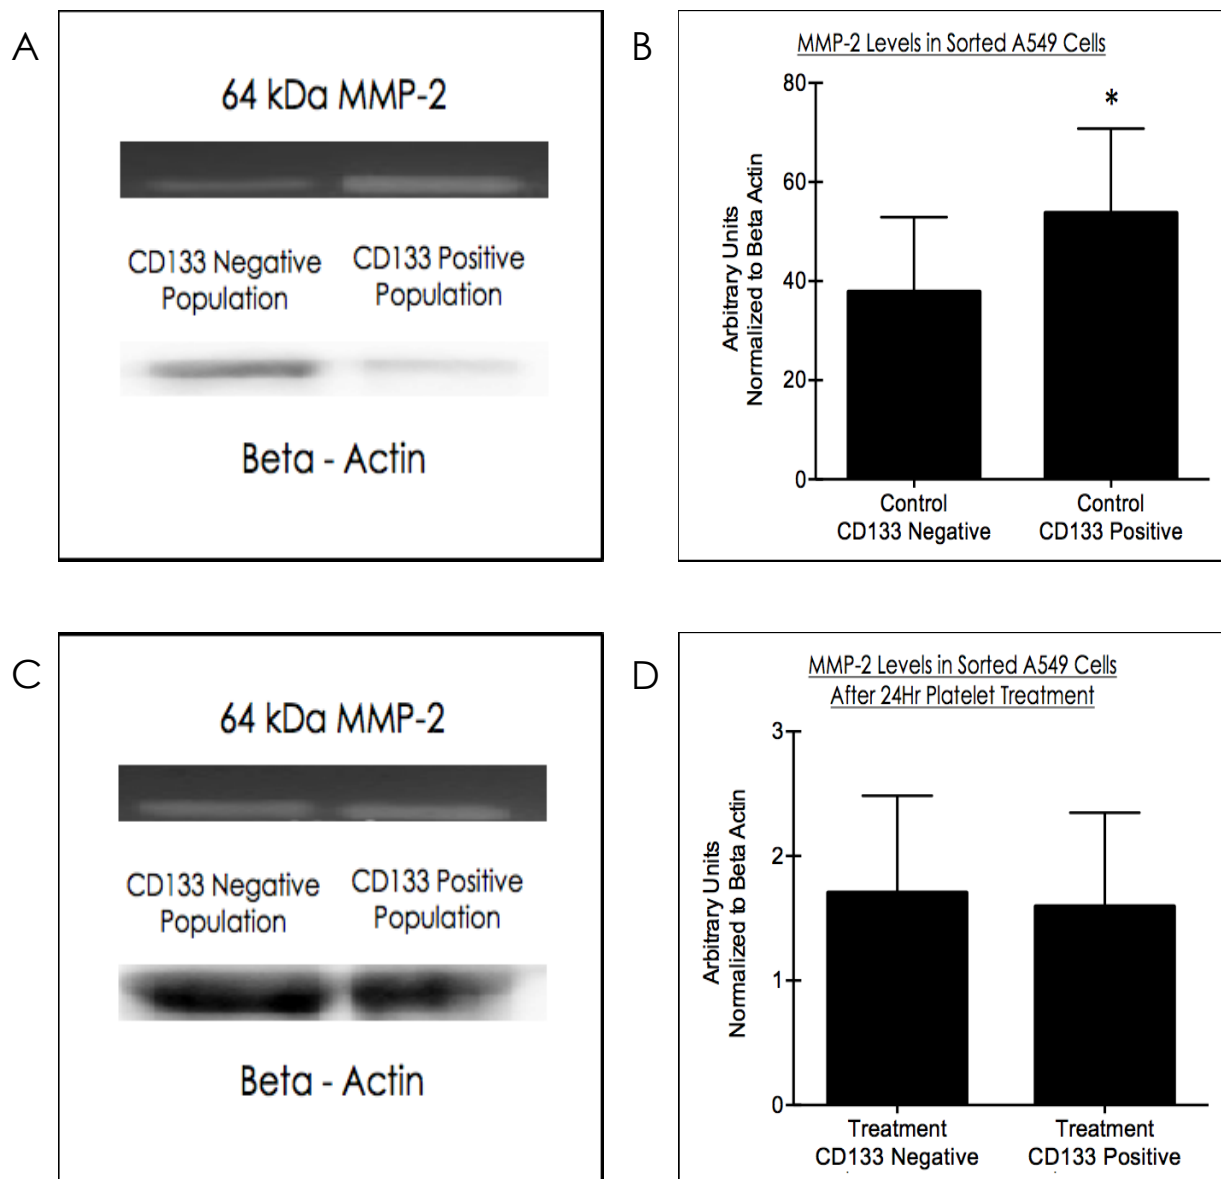 A
64 kDa MMP-2
CD133 Negative
Population
CD133 Positive
Population
Beta - Actin
B
MMP-2 Levels in Sorted A549 Cells
Arbitrary Units
Normalized to Beta Actin
80
60
40
20
0
*
Control
CD133 Negative
Control
CD133 Positive
C
64 kDa MMP-2
CD133 Negative
Population
CD133 Positive
Population
Beta - Actin
D
MMP-2 Levels in Sorted A549 Cells
After 24Hr Platelet Treatment
Arbitrary Units
Normalized to Beta Actin
3
2
1
0
Treatment
CD133 Negative
Treatment
CD133 Positive